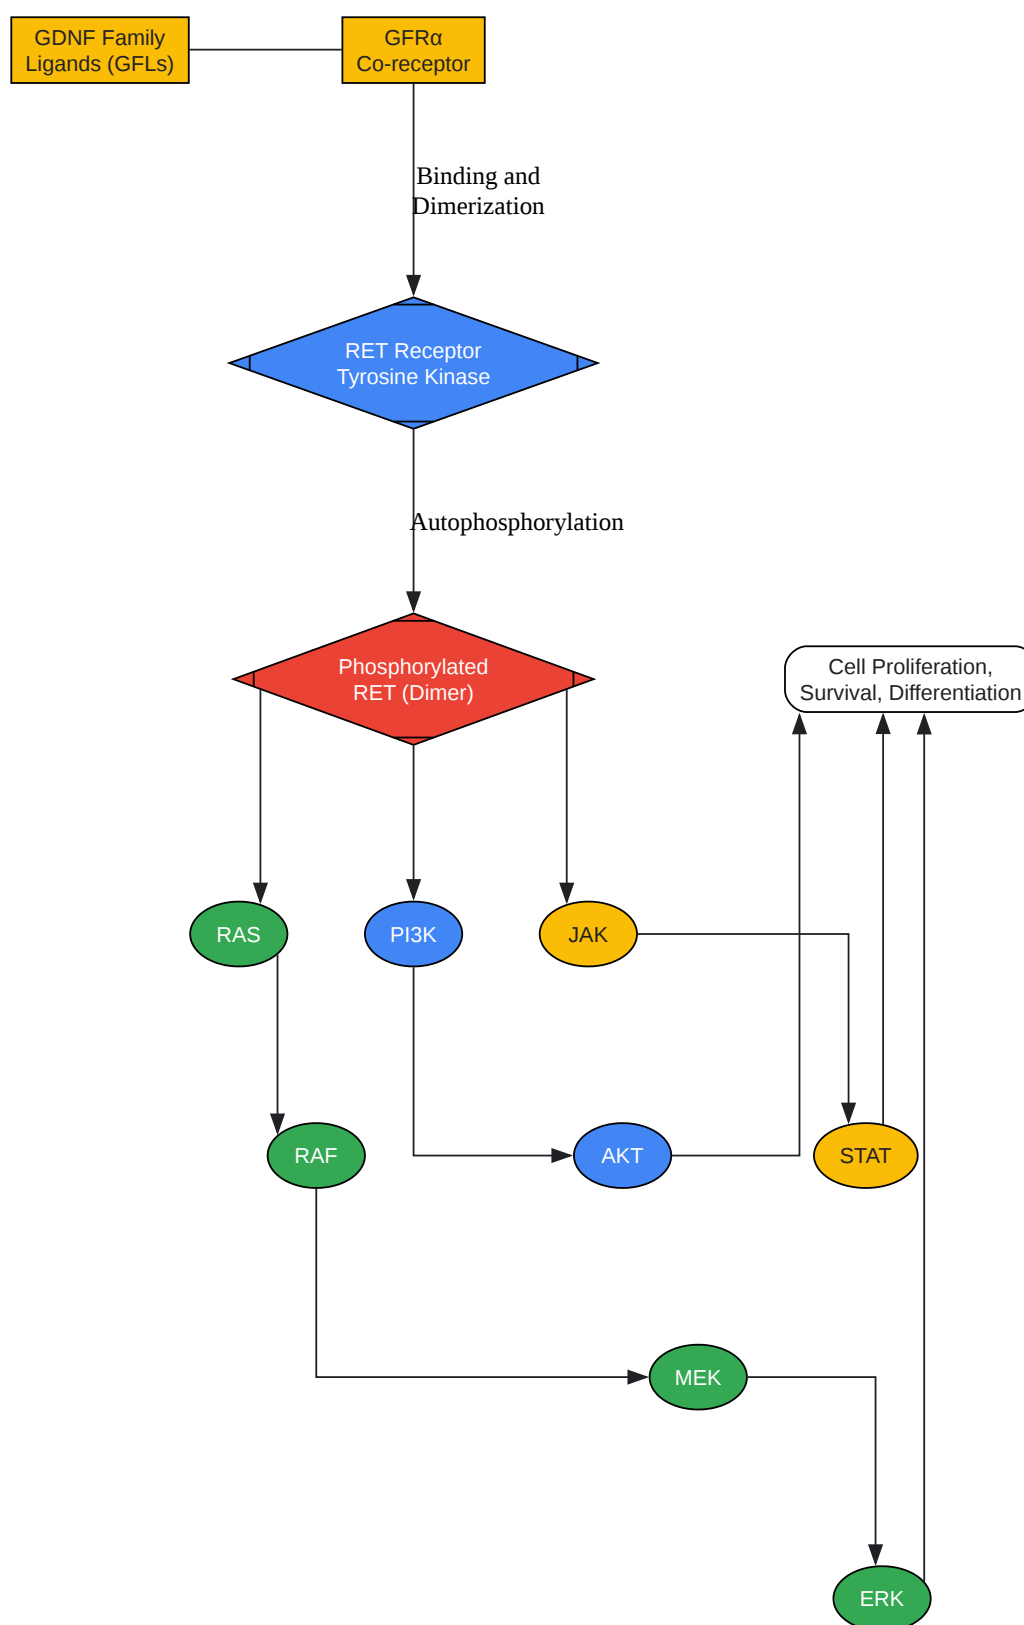 GDNF Family
Ligands (GFLs)
GFRα
Co-receptor
Binding and
Dimerization
RET Receptor
Tyrosine Kinase
Autophosphorylation
Phosphorylated
RET (Dimer)
Cell Proliferation,
Survival, Differentiation
RAS
PI3K
JAK
RAF
AKT
STAT
MEK
ERK